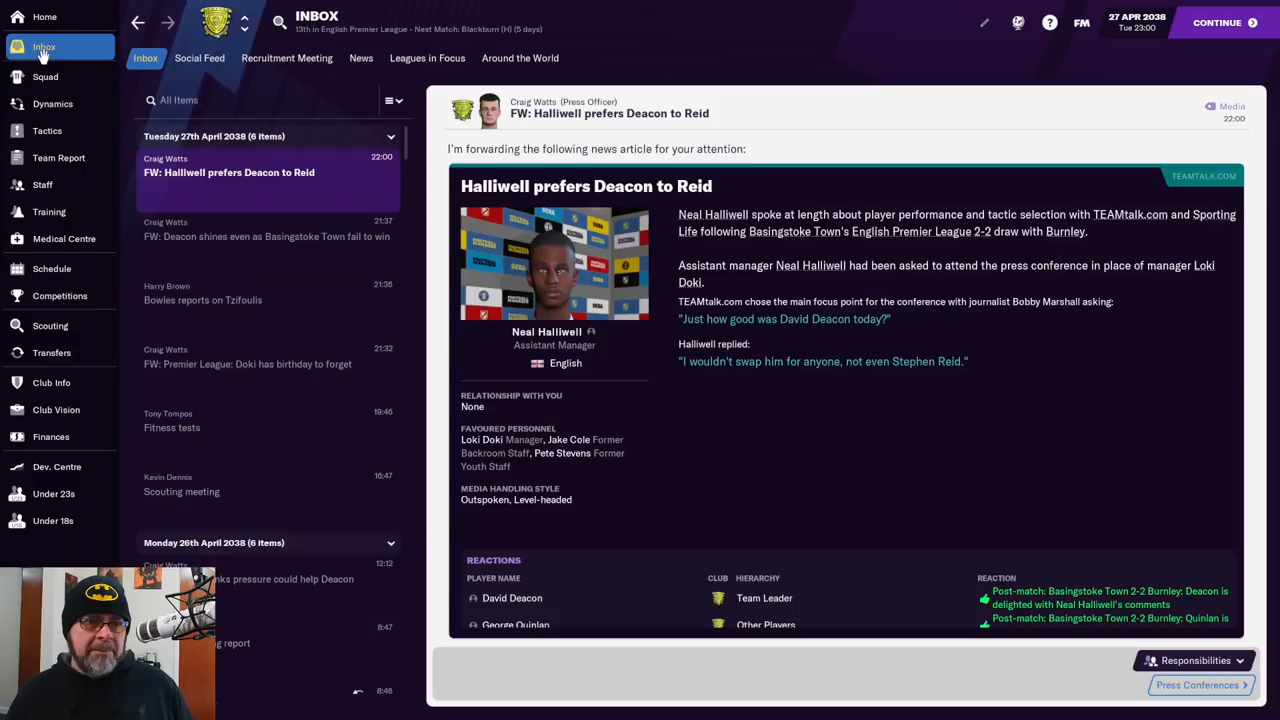 Home
Inbox
Squad
Dynamics
Tactics
Team Report
Staff
Training
Medical Centre
Schedule
Competitions
Scouting
Transfers
Club Info
Club Vision
Finances
Dev. Centre
Under 23s
Under 18s
INBOX
13th in English Premier League - Next Match: Blackburn (H) (5 days)
FM
27 APR 2038
Tue 23:00
CONTINUE
Inbox
Social Feed
Recruitment Meeting
News
Leagues in Focus
Around the World
All Items
Tuesday 27th April 2038 (6 items)
Craig Watts 22:00
FW: Halliwell prefers Deacon to Reid
Craig Watts 21:37
FW: Deacon shines even as Basingstoke Town fail to win
Harry Brown 21:36
Bowles reports on Tzifoulis
Craig Watts 21:32
FW: Premier League: Doki has birthday to forget
Tony Tompos 19:46
Fitness tests
Kevin Dennis 16:47
Scouting meeting
Monday 26th April 2038 (6 items)
Craig Watts 12:12
nks pressure could help Deacon
8:47
g report
8:46
Craig Watts (Press Officer)
FW: Halliwell prefers Deacon to Reid
Media
22:00
I'm forwarding the following news article for your attention:
TEAMTALK.COM
Halliwell prefers Deacon to Reid
Neal Halliwell
Assistant Manager
English
RELATIONSHIP WITH YOU
None
FAVOURED PERSONNEL
Loki Doki Manager, Jake Cole Former
Backroom Staff, Pete Stevens Former
Youth Staff
MEDIA HANDLING STYLE
Outspoken, Level-headed
Neal Halliwell spoke at length about player performance and tactic selection with TEAMtalk.com and Sporting
Life following Basingstoke Town's English Premier League 2-2 draw with Burnley.
Assistant manager Neal Halliwell had been asked to attend the press conference in place of manager Loki
Doki.
TEAMtalk.com chose the main focus point for the conference with journalist Bobby Marshall asking:
"Just how good was David Deacon today?"
Halliwell replied:
"I wouldn't swap him for anyone, not even Stephen Reid."
REACTIONS
PLAYER NAME CLUB HIERARCHY REACTION
David Deacon Team Leader Post-match: Basingstoke Town 2-2 Burnley: Deacon is
delighted with Neal Halliwell's comments
George Quinlan Other Players Post-match: Basingstoke Town 2-2 Burnley: Quinlan is
Responsibilities
Press Conferences